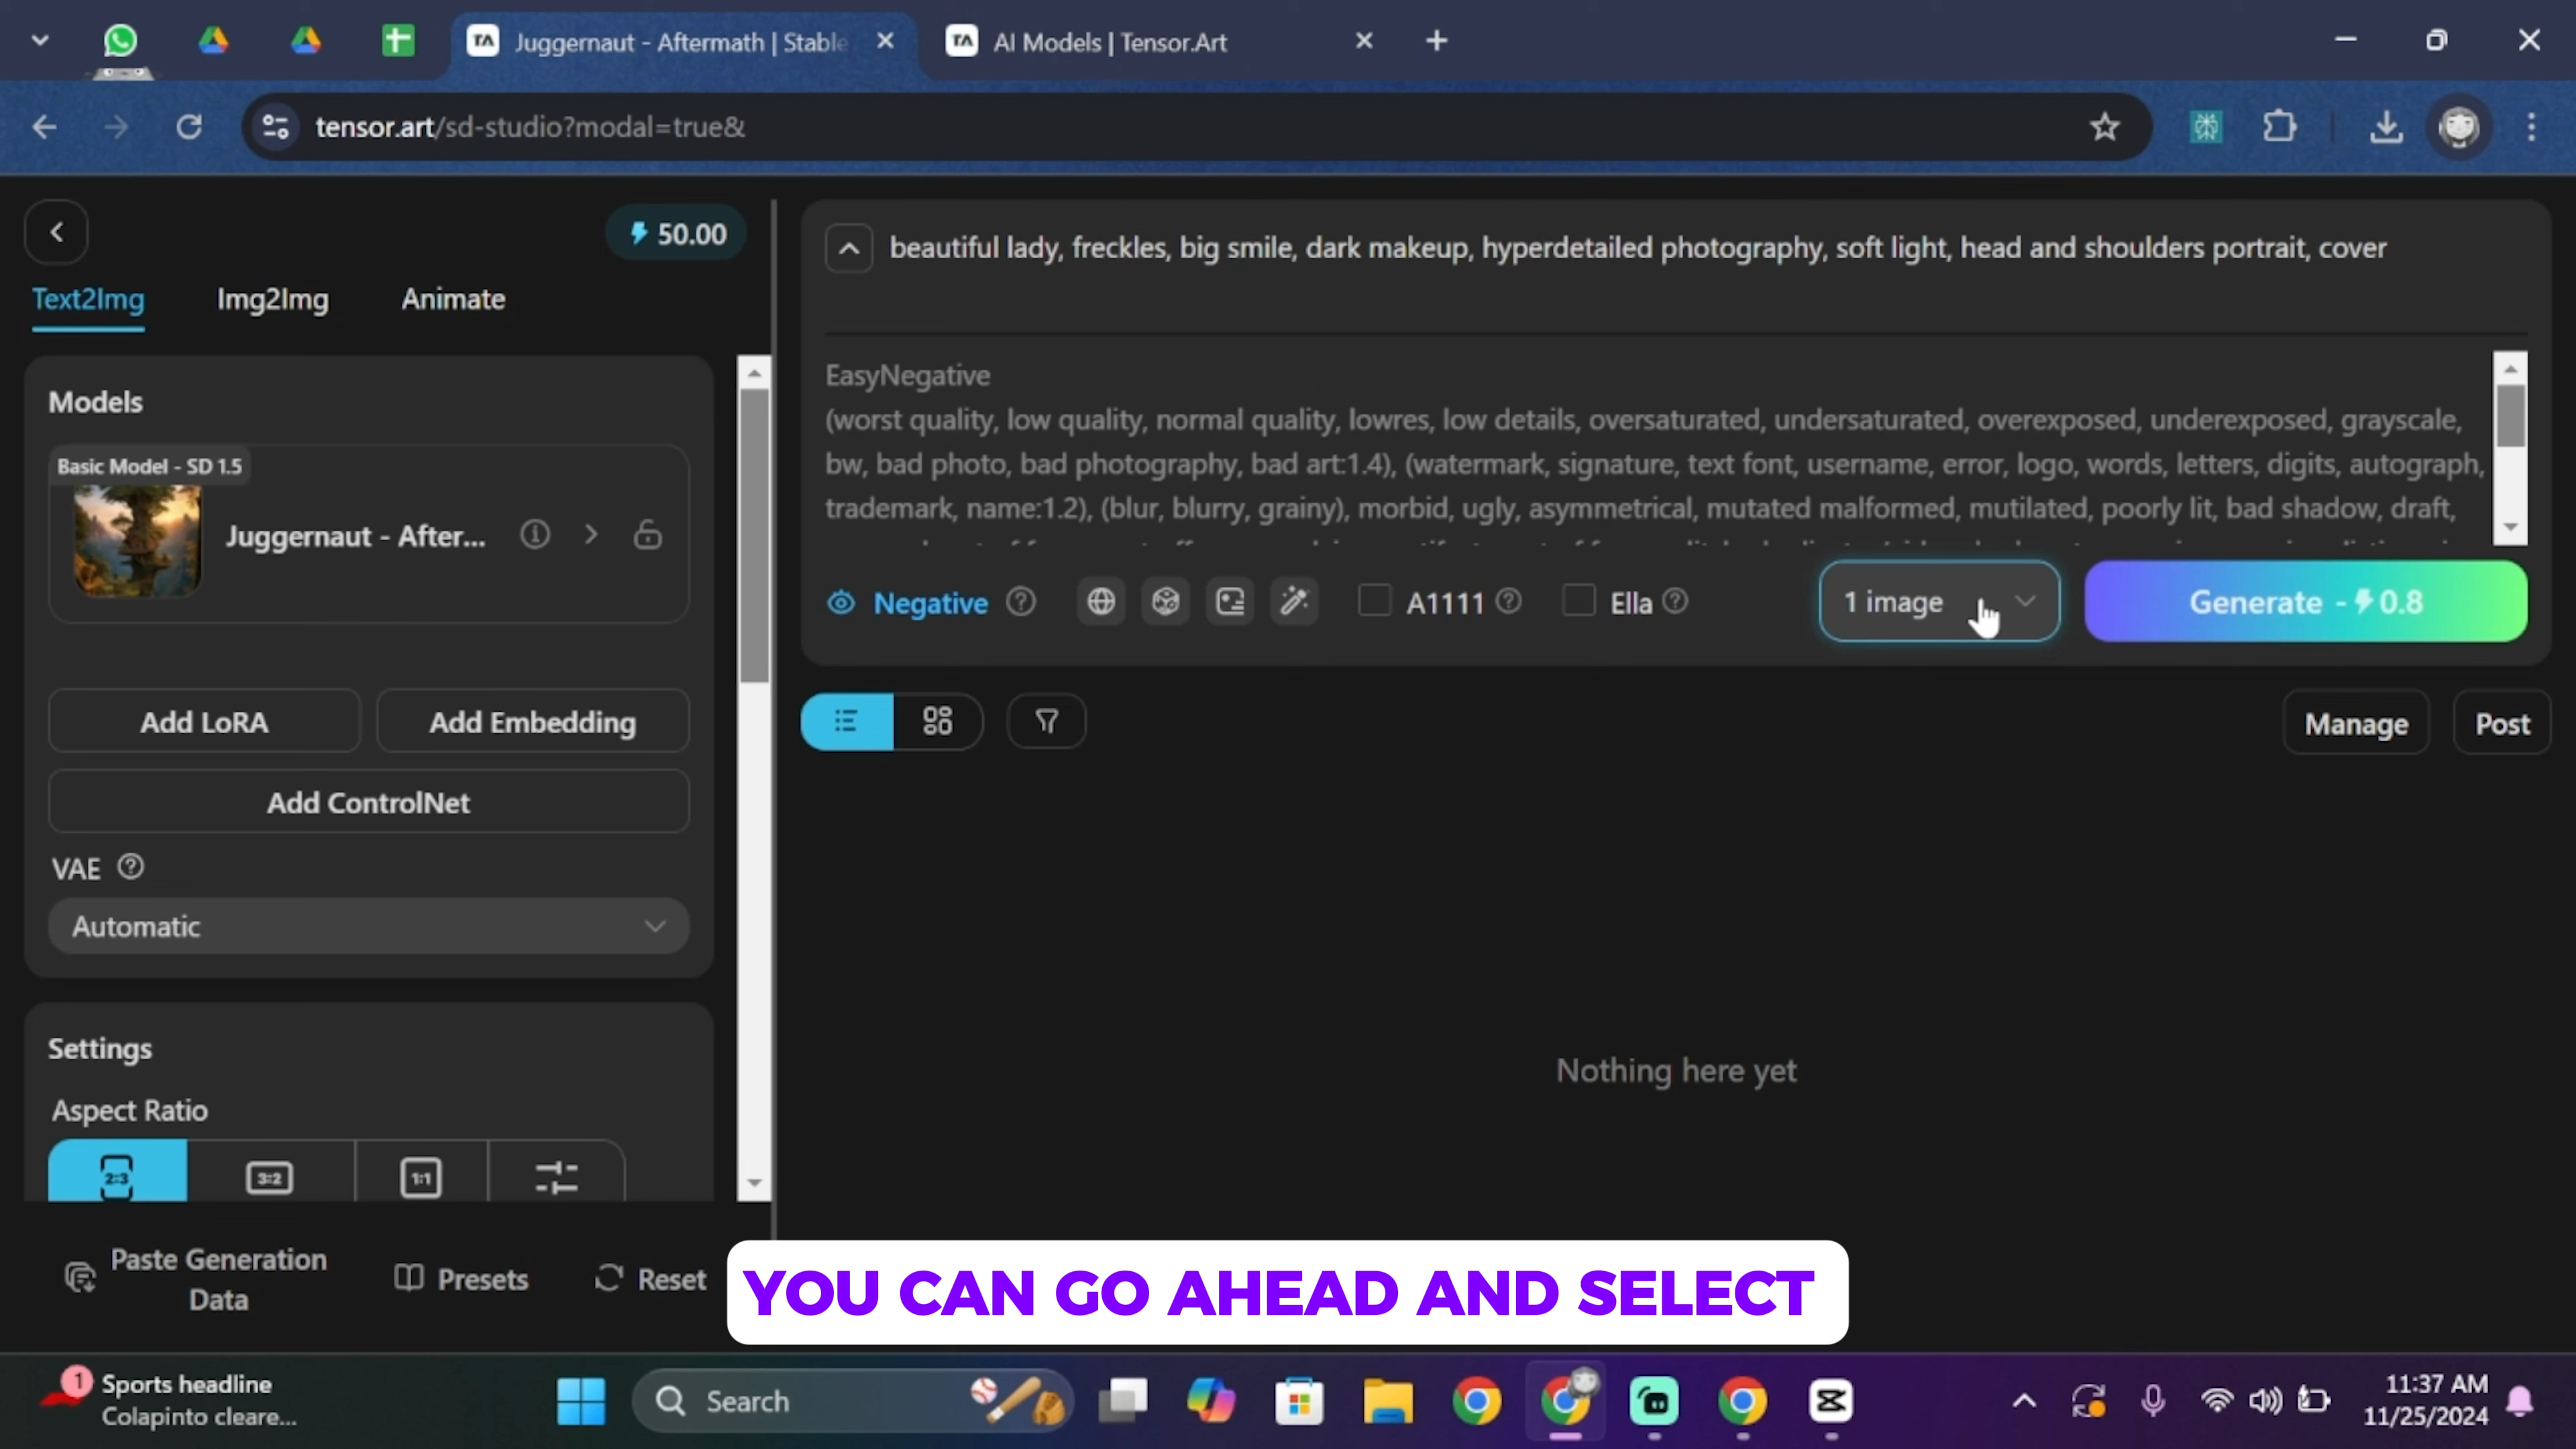 Juggernaut - Aftermath | Stable
AI Models | Tensor.Art
tensor.art/sd-studio?modal=true&
50.00
Text2Img
Img2Img
Animate
Models
Basic Model - SD 1.5
Juggernaut - After...
Add LoRA
Add Embedding
Add ControlNet
VAE
Automatic
Settings
Aspect Ratio
2:3
3:2
1:1
Paste Generation
Data
Presets
Reset
beautiful lady, freckles, big smile, dark makeup, hyperdetailed photography, soft light, head and shoulders portrait, cover
EasyNegative
(worst quality, low quality, normal quality, lowres, low details, oversaturated, undersaturated, overexposed, underexposed, grayscale,
bw, bad photo, bad photography, bad art:1.4), (watermark, signature, text font, username, error, logo, words, letters, digits, autograph,
trademark, name:1.2), (blur, blurry, grainy), morbid, ugly, asymmetrical, mutated malformed, mutilated, poorly lit, bad shadow, draft,
Negative
A1111
Ella
1 image
Generate - 0.8
Manage
Post
Nothing here yet
YOU CAN GO AHEAD AND SELECT
1
Sports headline
Colapinto cleare...
Search
11:37 AM
11/25/2024